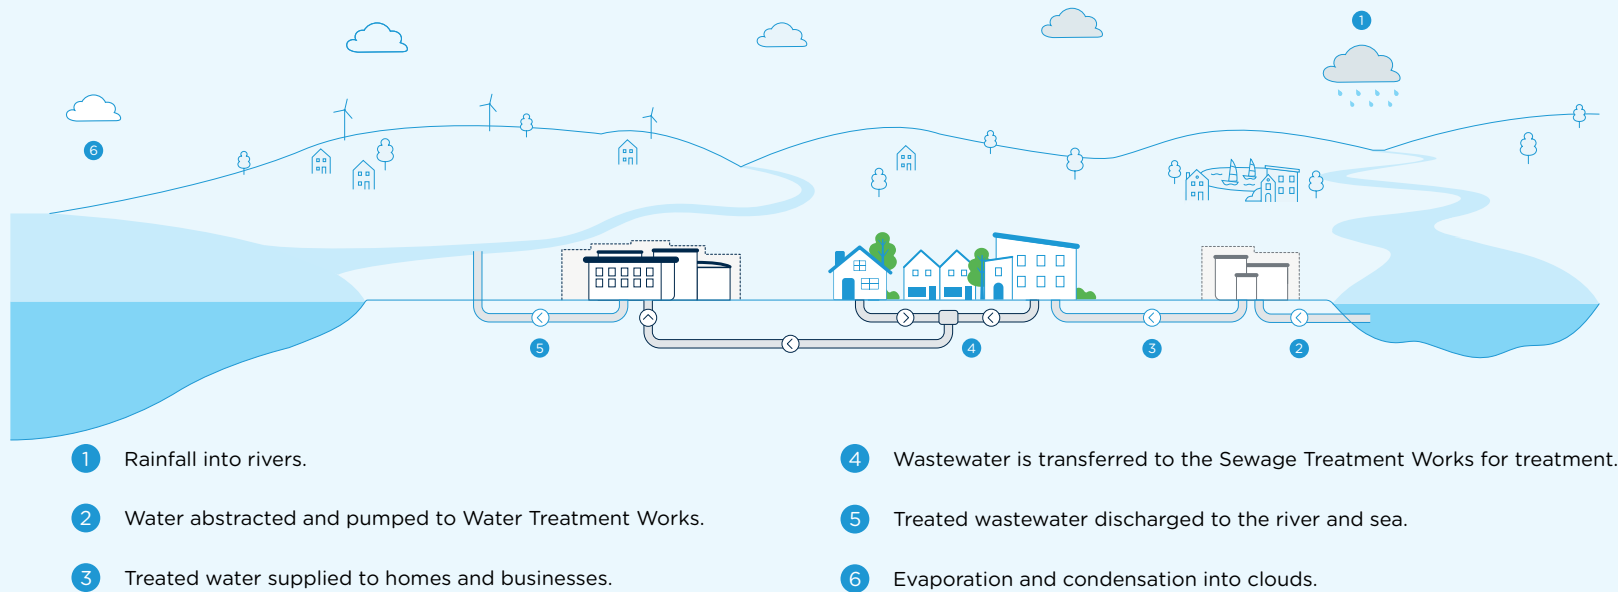 1
6
5
4
3
2
1 Rainfall into rivers.
2 Water abstracted and pumped to Water Treatment Works.
3 Treated water supplied to homes and businesses.
4 Wastewater is transferred to the Sewage Treatment Works for treatment.
5 Treated wastewater discharged to the river and sea.
6 Evaporation and condensation into clouds.